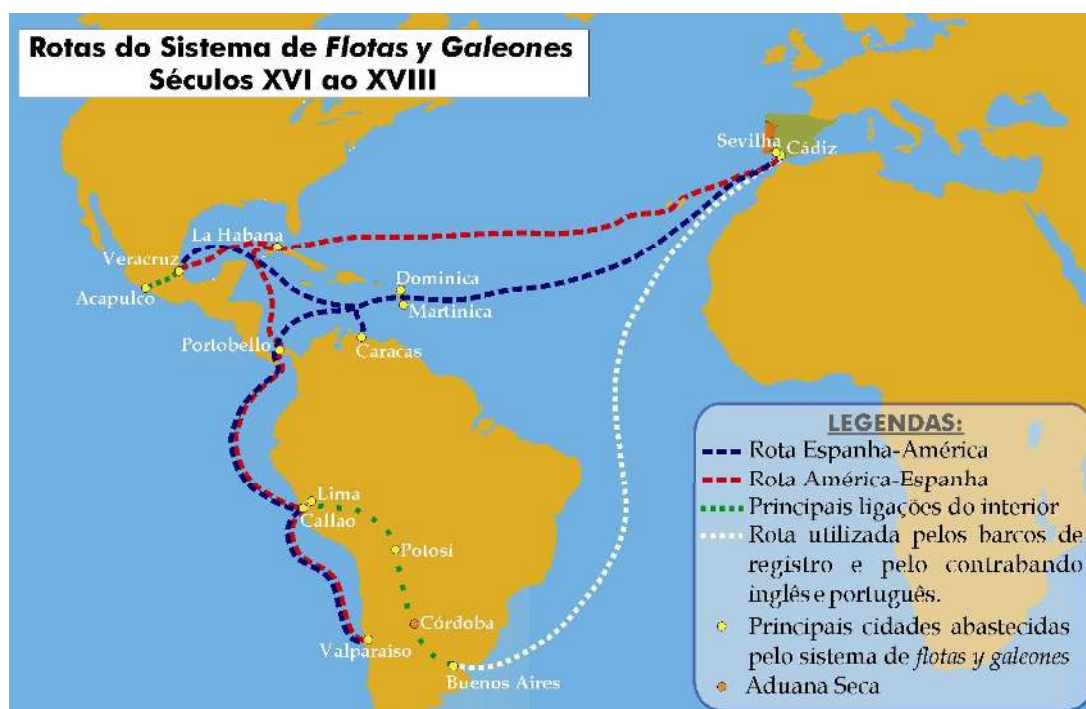 Rotas do Sistema de Flotas y Galeones
Séculos XVI ao XVIII
Sevilha
Cádiz
La Habana
Veracruz
Acapulco
Dominica
Martinica
Portobello
Caracas
Lima
Callao
Potosí
Córdoba
Valparaiso
Buenos Aires
LEGENDAS:
Rota Espanha-América
Rota América-Espanha
Principais ligações do interior
Rota utilizada pelos barcos de
registro e pelo contrabando
inglês e português.
Principais cidades abastecidas
pelo sistema de flotas y galeones
Aduana Seca